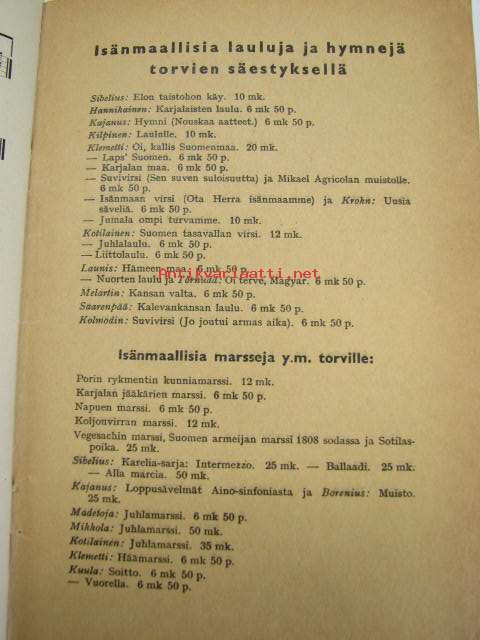 Isänmaallisia lauluja ja hymnejä
torvien säestyksellä
Sibelius: Elon taistohon käy. 10 mk.
Hannikainen: Karjalaisten laulu. 6 mk 50 p.
Kajanus: Hymni (Nouskaa aatteet.) 6 mk 50 p.
Kilpinen: Laululle. 10 mk.
Klemetti: Oi, kallis Suomenmaa. 20 mk.
— Laps' Suomen. 6 mk 50 p.
— Karjalan maa. 6 mk 50 p.
— Suvivirsi (Sen suven suloisuutta) ja Mikael Agricolan muistolle.
6 mk 50 p.
— Isänmaan virsi (Ota Herra isänmaamme) ja Krohn: Uusia
säveliä. 6 mk 50 p.
— Jumala ompi turvamme. 10 mk.
Kotilainen: Suomen tasavallan virsi. 12 mk.
— Juhlalaulu. 6 mk 50 p.
— Liittolaulu. 6 mk 50 p.
Launis: Hämeen maa. 6 mk 50 p.
— Nuorten laulu ja Törnudd: Oi terve, Magyar. 6 mk 50 p.
Antikvariaatti.net
Melartin: Kansan valta. 6 mk 50 p.
Saarenpää: Kalevankansan laulu. 6 mk 50 p.
Kolmodin: Suvivirsi (Jo joutui armas aika). 6 mk 50 p.
Isänmaallisia marsseja y.m. torville:
Porin rykmentin kunniamarssi. 12 mk.
Karjalan jääkärien marssi. 6 mk 50 p.
Napuen marssi. 6 mk 50 p.
Koljonvirran marssi. 12 mk.
Vegesachin marssi, Suomen armeijan marssi 1808 sodassa ja Sotilas-
poika. 25 mk.
Sibelius: Karelia-sarja: Intermezzo. 25 mk. — Ballaadi. 25 mk.
— Alla marcia. 50 mk.
Kajanus: Loppusävelmät Aino-sinfoniasta ja Borenius: Muisto.
25 mk.
Madetoja: Juhlamarssi. 6 mk 50 p.
Mikkola: Juhlamarssi. 50 mk.
Kotilainen: Juhlamarssi. 35 mk.
Klemetti: Häämarssi. 6 mk 50 p.
Kuula: Soitto. 6 mk 50 p.
— Vuorella. 6 mk 50 p.